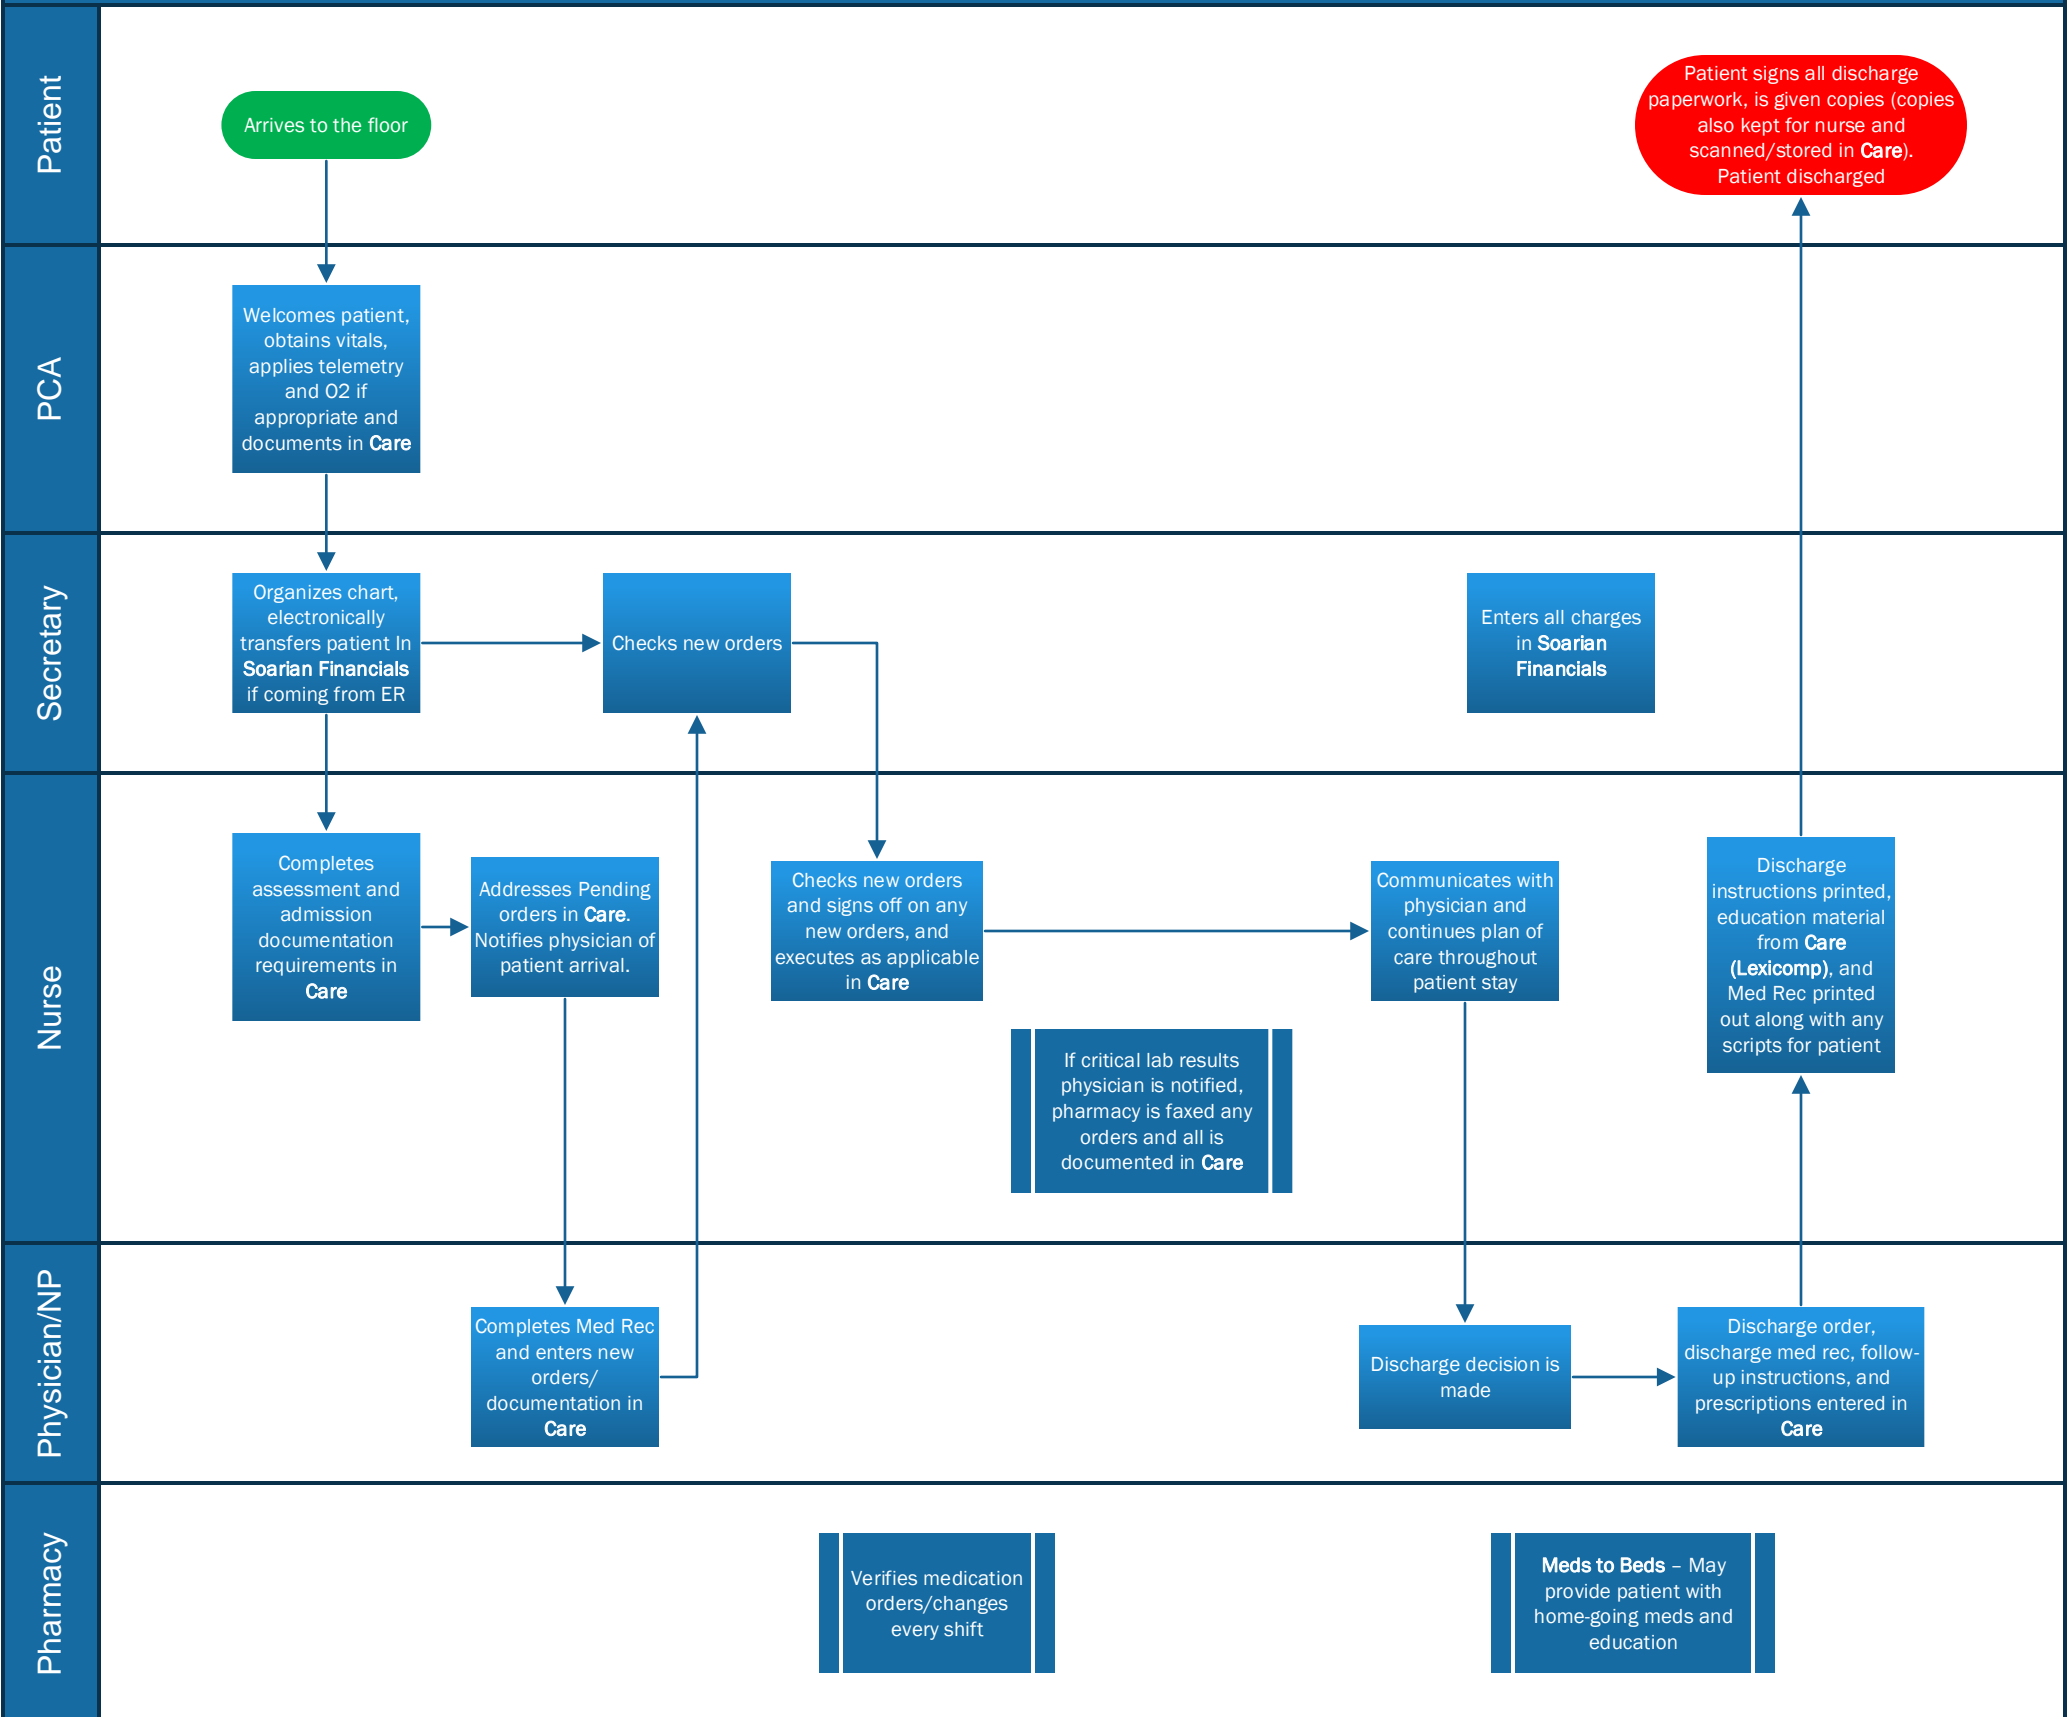 Patient
Arrives to the floor
Patient signs all discharge
paperwork, is given copies (copies
also kept for nurse and
scanned/stored in Care).
Patient discharged
PCA
Welcomes patient,
obtains vitals,
applies telemetry
and O2 if
appropriate and
documents in Care
Secretary
Organizes chart,
electronically
transfers patient In
Soarian Financials
if coming from ER
Checks new orders
Enters all charges
in Soarian
Financials
Nurse
Completes
assessment and
admission
documentation
requirements in
Care
Addresses Pending
orders in Care.
Notifies physician of
patient arrival.
Checks new orders
and signs off on any
new orders, and
executes as applicable
in Care
If critical lab results
physician is notified,
pharmacy is faxed any
orders and all is
documented in Care
Communicates with
physician and
continues plan of
care throughout
patient stay
Discharge
instructions printed,
education material
from Care
(Lexicomp), and
Med Rec printed
out along with any
scripts for patient
Physician/NP
Completes Med Rec
and enters new
orders/
documentation in
Care
Discharge decision is
made
Discharge order,
discharge med rec, follow-
up instructions, and
prescriptions entered in
Care
Pharmacy
Verifies medication
orders/changes
every shift
Meds to Beds – May
provide patient with
home-going meds and
education